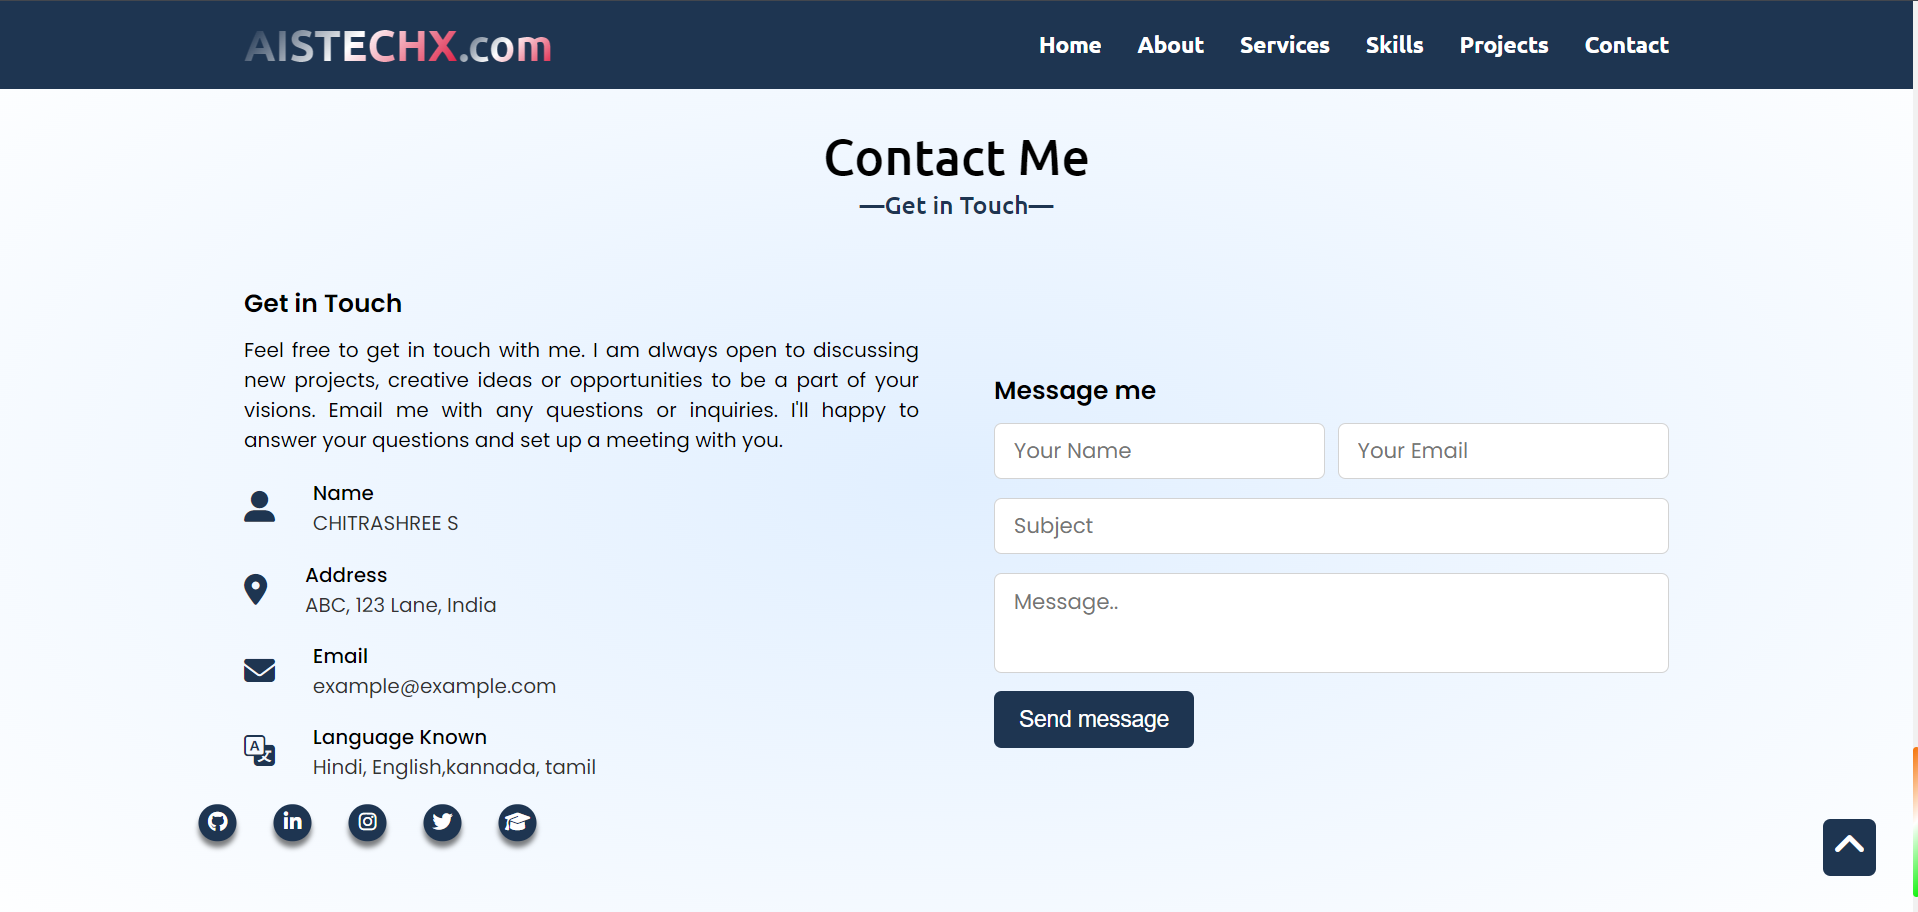 AISTECHX.com
Home About Services Skills Projects Contact
Contact Me
—Get in Touch—
Get in Touch
Feel free to get in touch with me. I am always open to discussing
new projects, creative ideas or opportunities to be a part of your
visions. Email me with any questions or inquiries. I'll happy to
answer your questions and set up a meeting with you.
Name
CHITRASHREE S
Address
ABC, 123 Lane, India
Email
example@example.com
Language Known
Hindi, English,kannada, tamil
Message me
Your Name Your Email
Subject
Message..
Send message